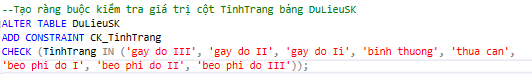 --Tạo ràng buộc kiểm tra giá trị cột TinhTrang bảng DuLieuSK
ALTER TABLE DuLieuSK
ADD CONSTRAINT CK_TinhTrang
CHECK (TinhTrang IN ('gay do III', 'gay do II', 'gay do Ii', 'binh thuong', 'thua can',
'beo phi do I', 'beo phi do II', 'beo phi do III'));